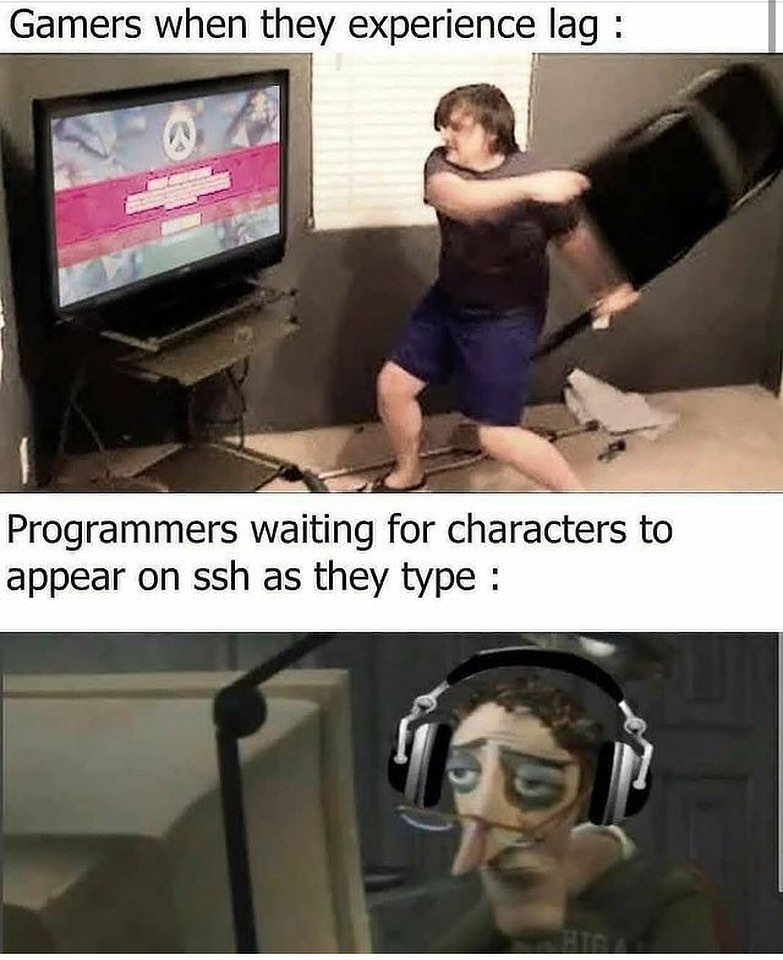 Gamers when they experience lag :
Programmers waiting for characters to
appear on ssh as they type :